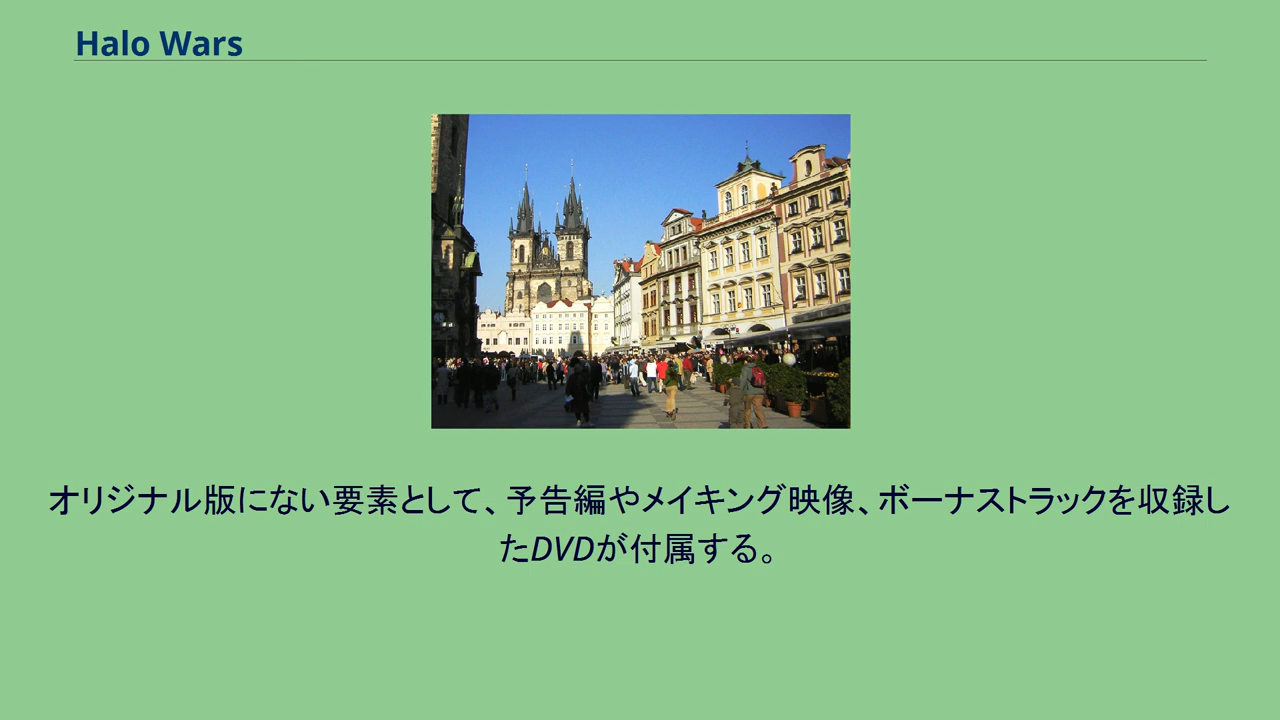 Halo Wars
オリジナル版にない要素として、予告編やメイキング映像、ボーナストラックを収録し
たDVDが付属する。